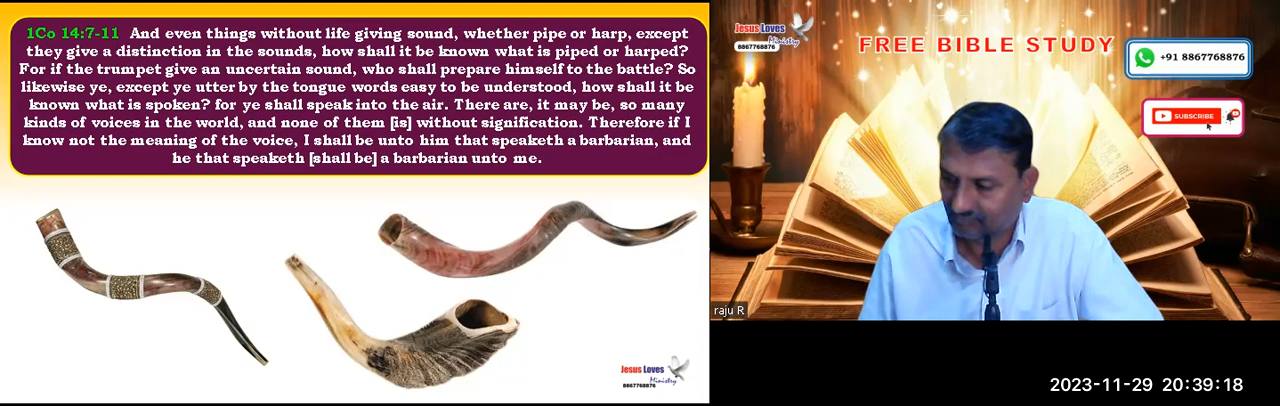 1Co 14:7-11 And even things without life giving sound, whether pipe or harp, except
they give a distinction in the sounds, how shall it be known what is piped or harped?
For if the trumpet give an uncertain sound, who shall prepare himself to the battle? So
likewise ye, except ye utter by the tongue words easy to be understood, how shall it be
known what is spoken? for ye shall speak into the air. There are, it may be, so many
kinds of voices in the world, and none of them [is] without signification. Therefore if I
know not the meaning of the voice, I shall be unto him that speaketh a barbarian, and
he that speaketh [shall be] a barbarian unto me.
Jesus Loves
Ministry
8867768876
Jesus Loves
Ministry
8867768876
FREE BIBLE STUDY
+91 8867768876
SUBSCRIBE
raju R
2023-11-29 20:39:18